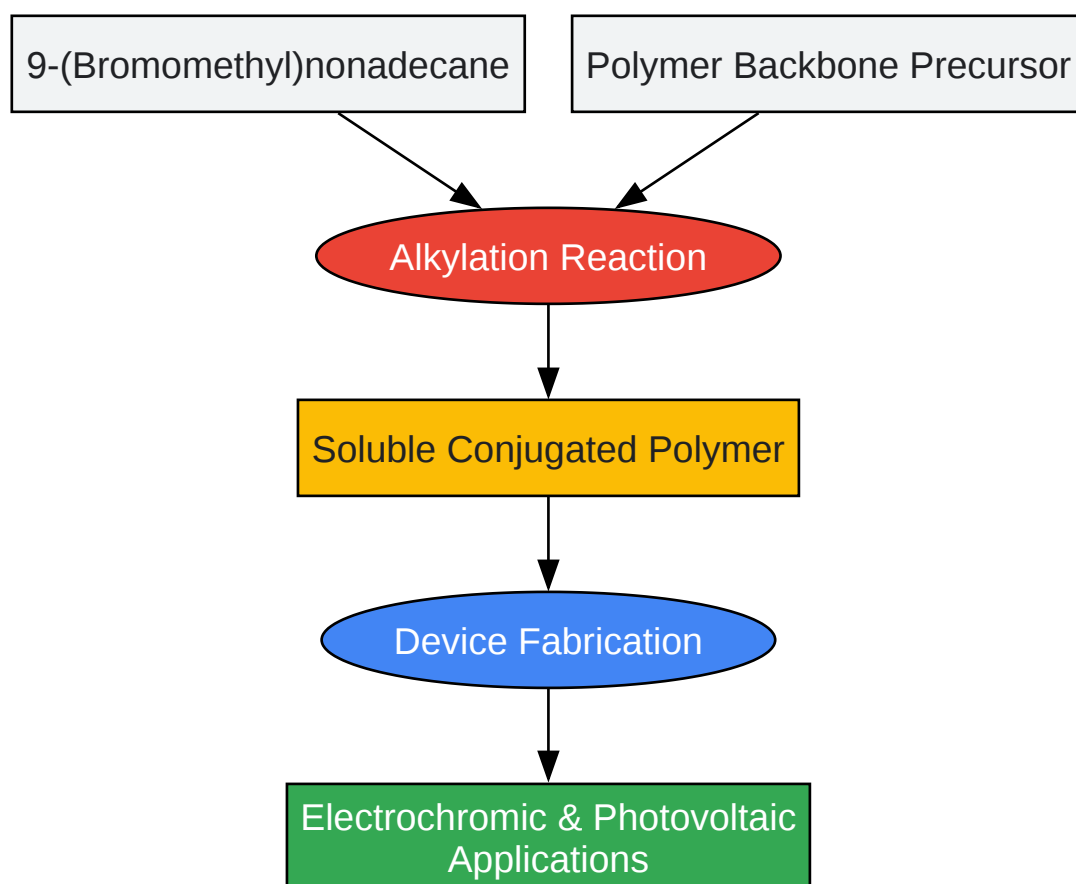 9-(Bromomethyl)nonadecane
Polymer Backbone Precursor
Alkylation Reaction
Soluble Conjugated Polymer
Device Fabrication
Electrochromic & Photovoltaic
Applications